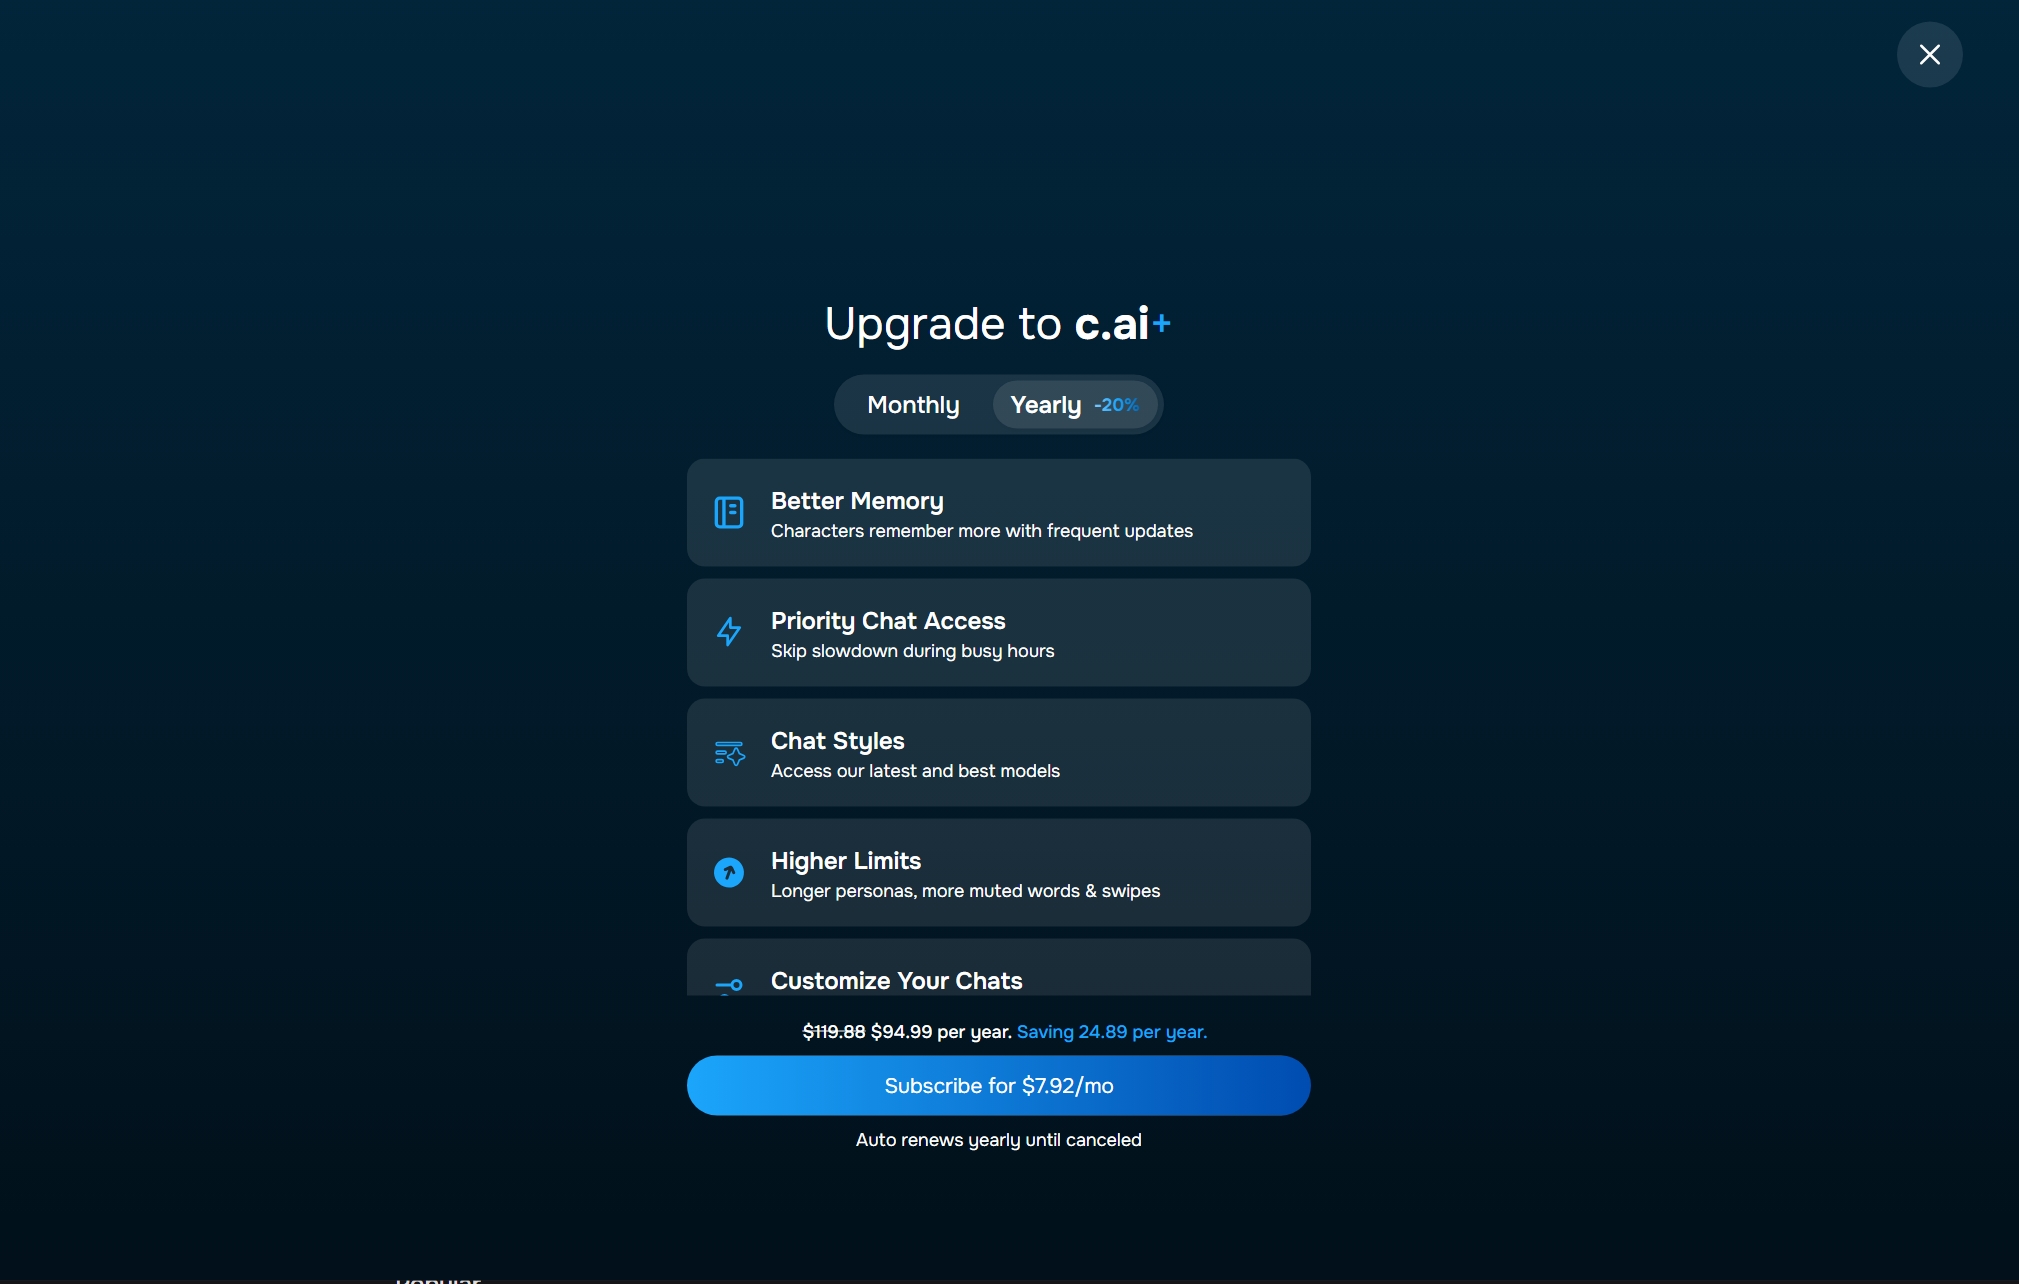 Upgrade to c.ai+
Monthly
Yearly -20%
Better Memory
Characters remember more with frequent updates
Priority Chat Access
Skip slowdown during busy hours
Chat Styles
Access our latest and best models
Higher Limits
Longer personas, more muted words & swipes
Customize Your Chats
$119.88 $94.99 per year. Saving 24.89 per year.
Subscribe for $7.92/mo
Auto renews yearly until canceled
Popular